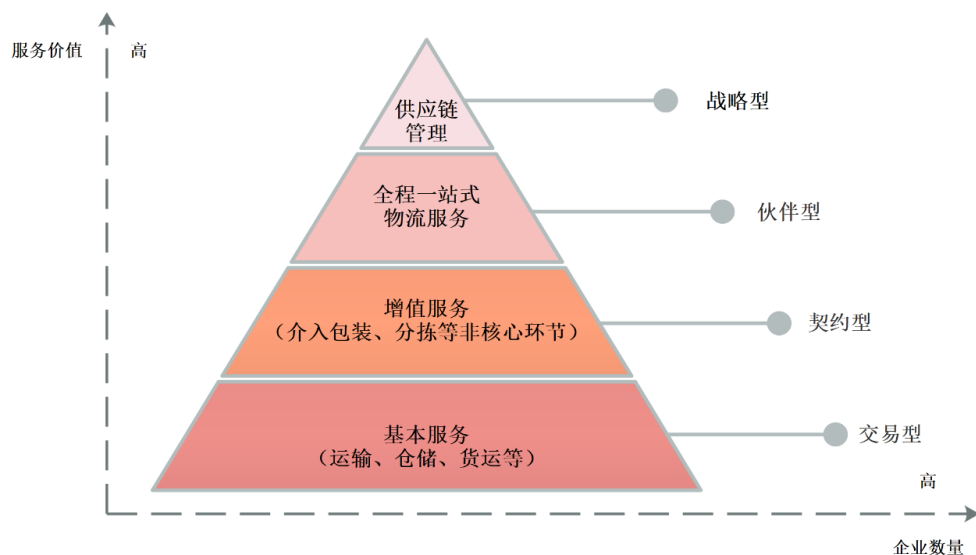 服务价值
高
供应链
管理
战略型
全程一站式
物流服务
伙伴型
增值服务
（介入包装、分拣等非核心环节）
契约型
基本服务
（运输、仓储、货运等）
交易型
高
企业数量